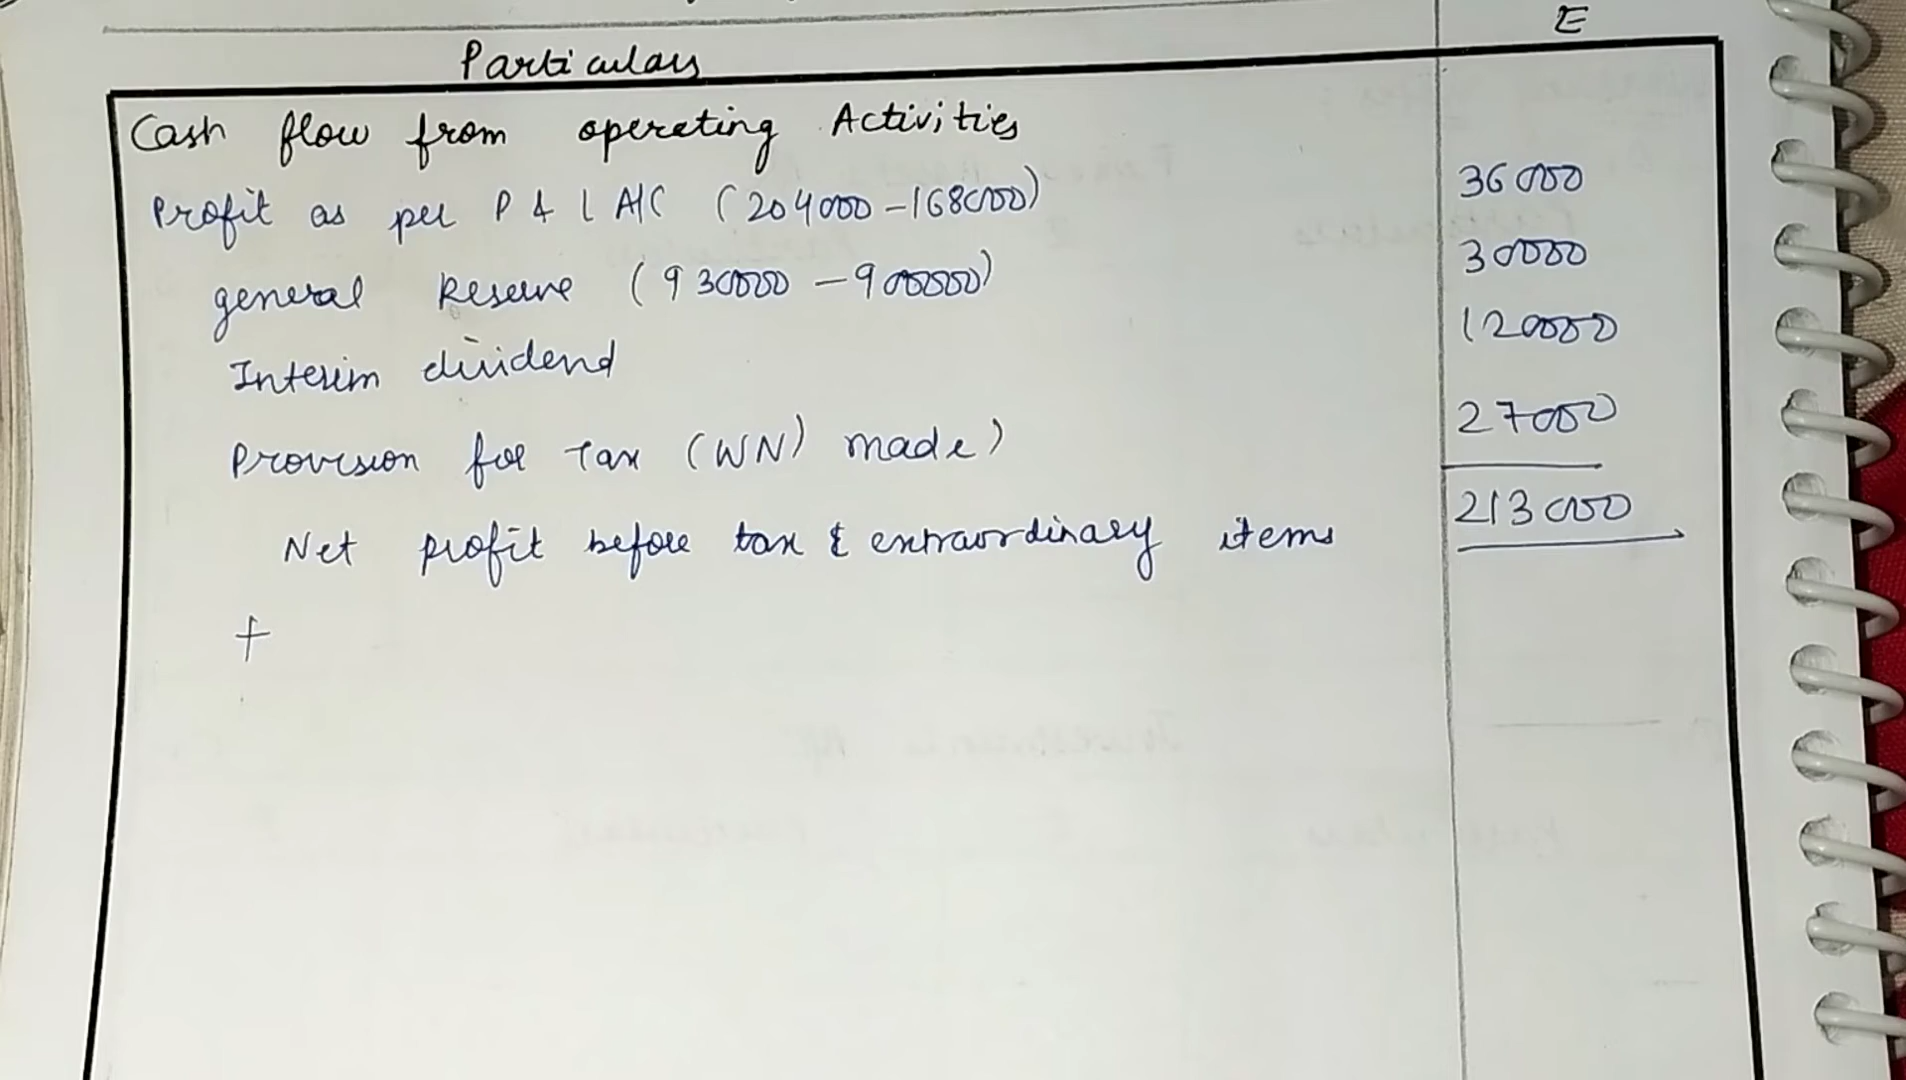 Particulars ₹
Cash flow from operating Activities
Profit as per P & L A/C (204000 - 168000) 36000
general Reserve (930000 - 900000) 30000
Interim dividend 120000
Provision for Tax (WN) made) 27000
Net profit before tax & extraordinary items 213000
+